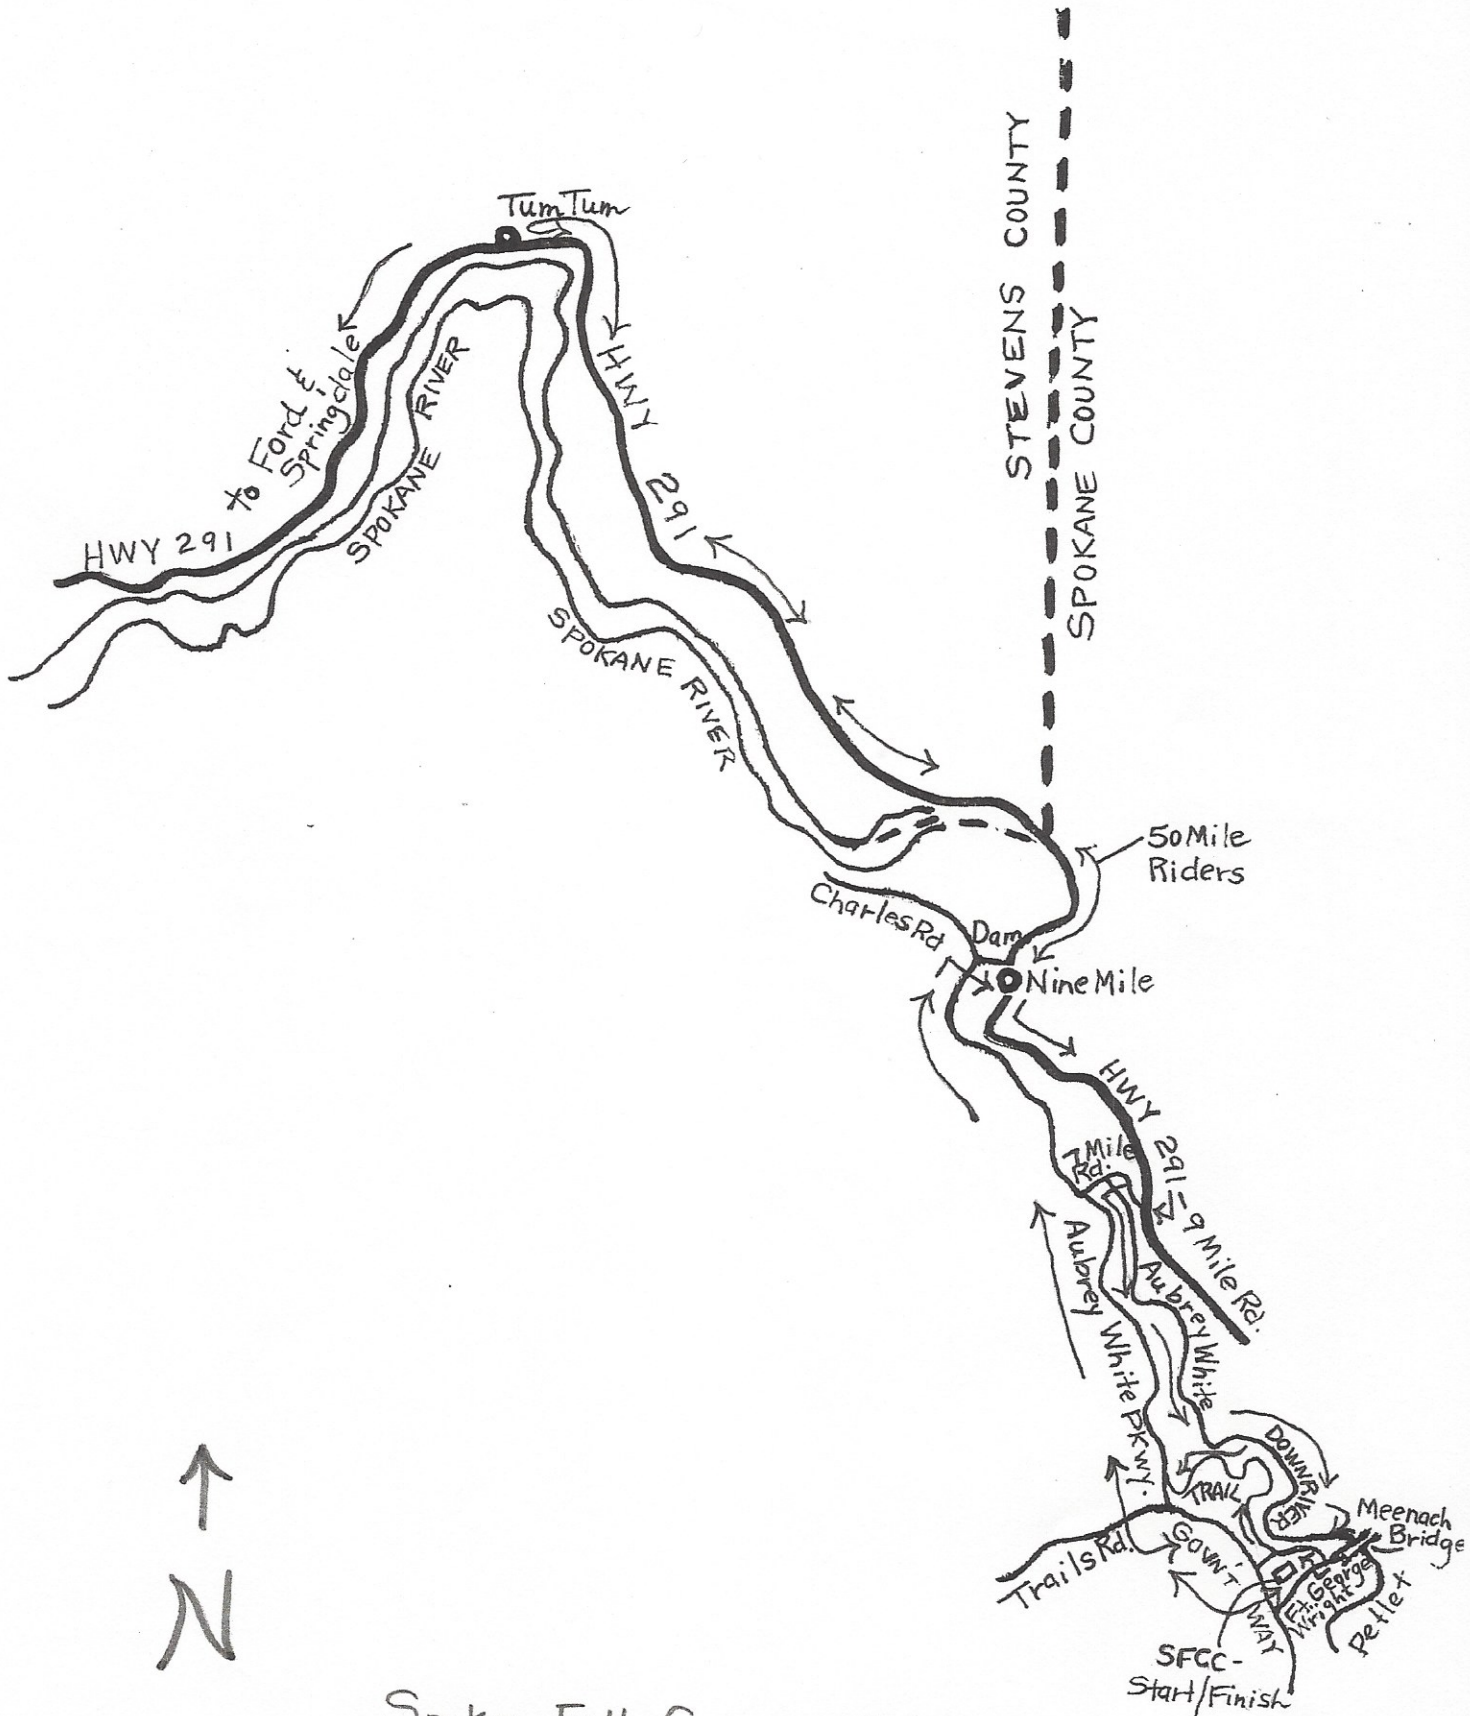 Tum Tum
STEVENS COUNTY
SPOKANE COUNTY
HWY 291
to Ford &
Springdale
HWY 291
SPOKANE RIVER
SPOKANE RIVER
50 Mile
Riders
Charles Rd
Dam
Nine Mile
HWY 291 - 9 Mile Rd.
7 Mile
Rd.
Aubrey White Pkwy.
Aubrey White
DOWNRIVER
TRAIL
Meenach
Bridge
Trails Rd.
GOVN'T WAY
Ft. George
Wright
Pettet
SFCC-
Start/Finish
N